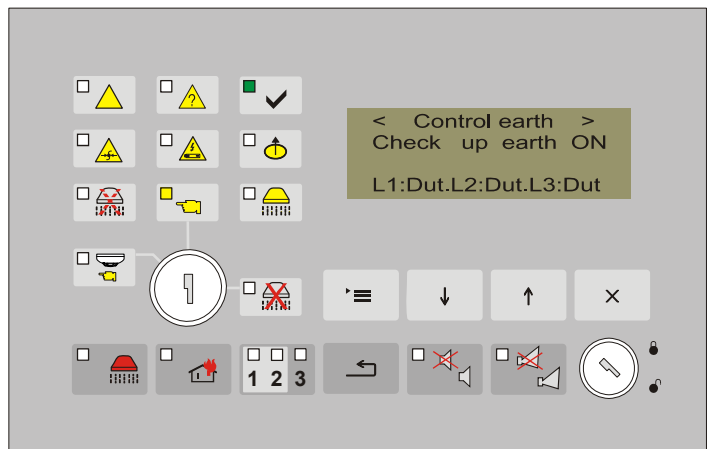 ?
< Control earth >
Check up earth ON
L1:Dut.L2:Dut.L3:Dut
1 2 3